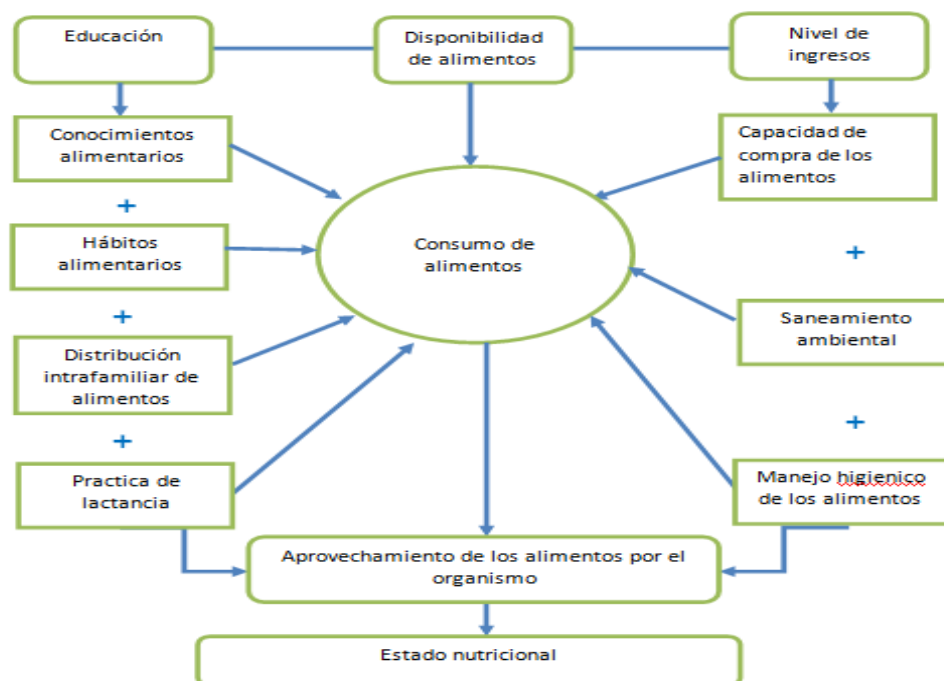 Educación
Disponibilidad
de alimentos
Nivel de
ingresos
Conocimientos
alimentarios
Capacidad de
compra de los
alimentos
+
Hábitos
alimentarios
Consumo de
alimentos
+
+
Distribución
intrafamiliar de
alimentos
Saneamiento
ambiental
+
+
Practica de
lactancia
Manejo higienico
de los alimentos
Aprovechamiento de los alimentos por el
organismo
Estado nutricional